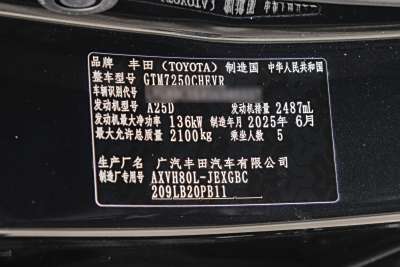 品牌 丰田（TOYOTA） 制造国 中华人民共和国
整车型号 GTM7250CHEVR
车辆识别代号
发动机型号 A25D 发动机排量 2487mL
发动机最大净功率 136kW 制造年月 2025年 6月
最大允许总质量 2100kg 乘坐人数 5
生产厂名 广汽丰田汽车有限公司
制造厂专用号 AXVH80L-JEXGBC
209LB20PB11